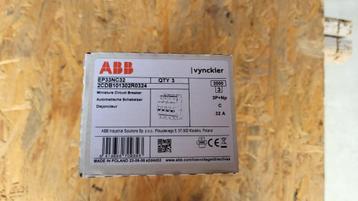 ABB
vynckier
EP33NC32
QTY 3
2CDB101302R0324
Miniature Circuit Breaker
Automatische Schakelaar
Disjoncteur
3P+Np
C
32 A
MADE IN POLAND